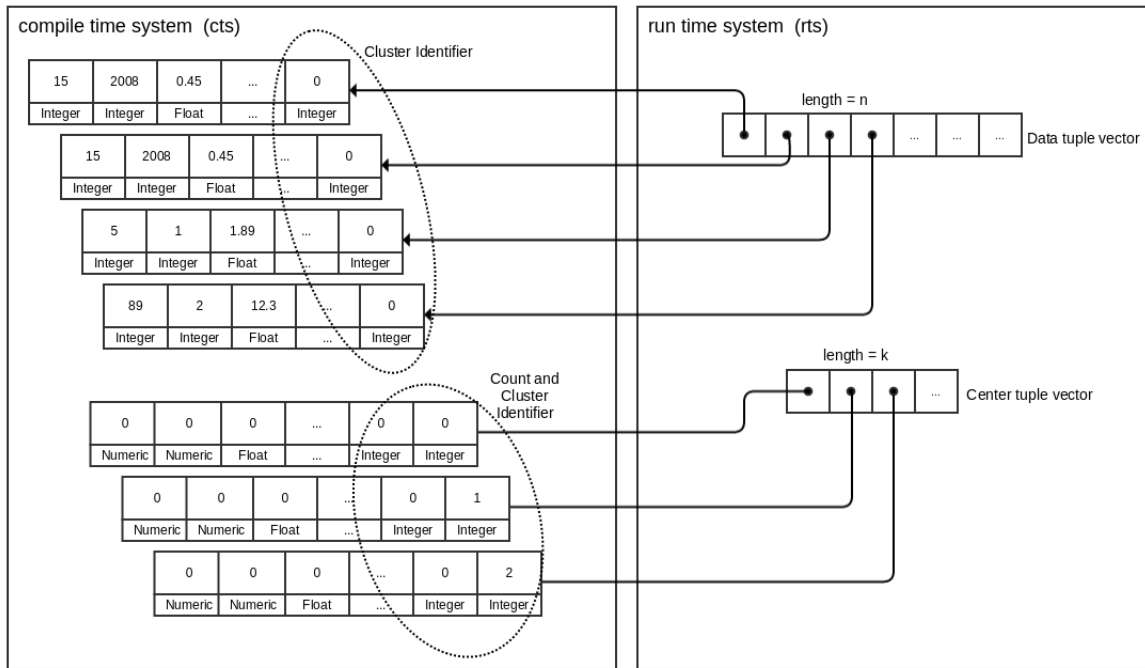 compile time system (cts)
Cluster Identifier
15 2008 0.45 ... 0
Integer Integer Float ... Integer
15 2008 0.45 ... 0
Integer Integer Float ... Integer
5 1 1.89 ... 0
Integer Integer Float ... Integer
89 2 12.3 ... 0
Integer Integer Float ... Integer
Count and
Cluster
Identifier
0 0 0 ... 0 0
Numeric Numeric Float ... Integer Integer
0 0 0 ... 0 1
Numeric Numeric Float ... Integer Integer
0 0 0 ... 0 2
Numeric Numeric Float ... Integer Integer
run time system (rts)
length = n
... ... ...
Data tuple vector
length = k
...
Center tuple vector